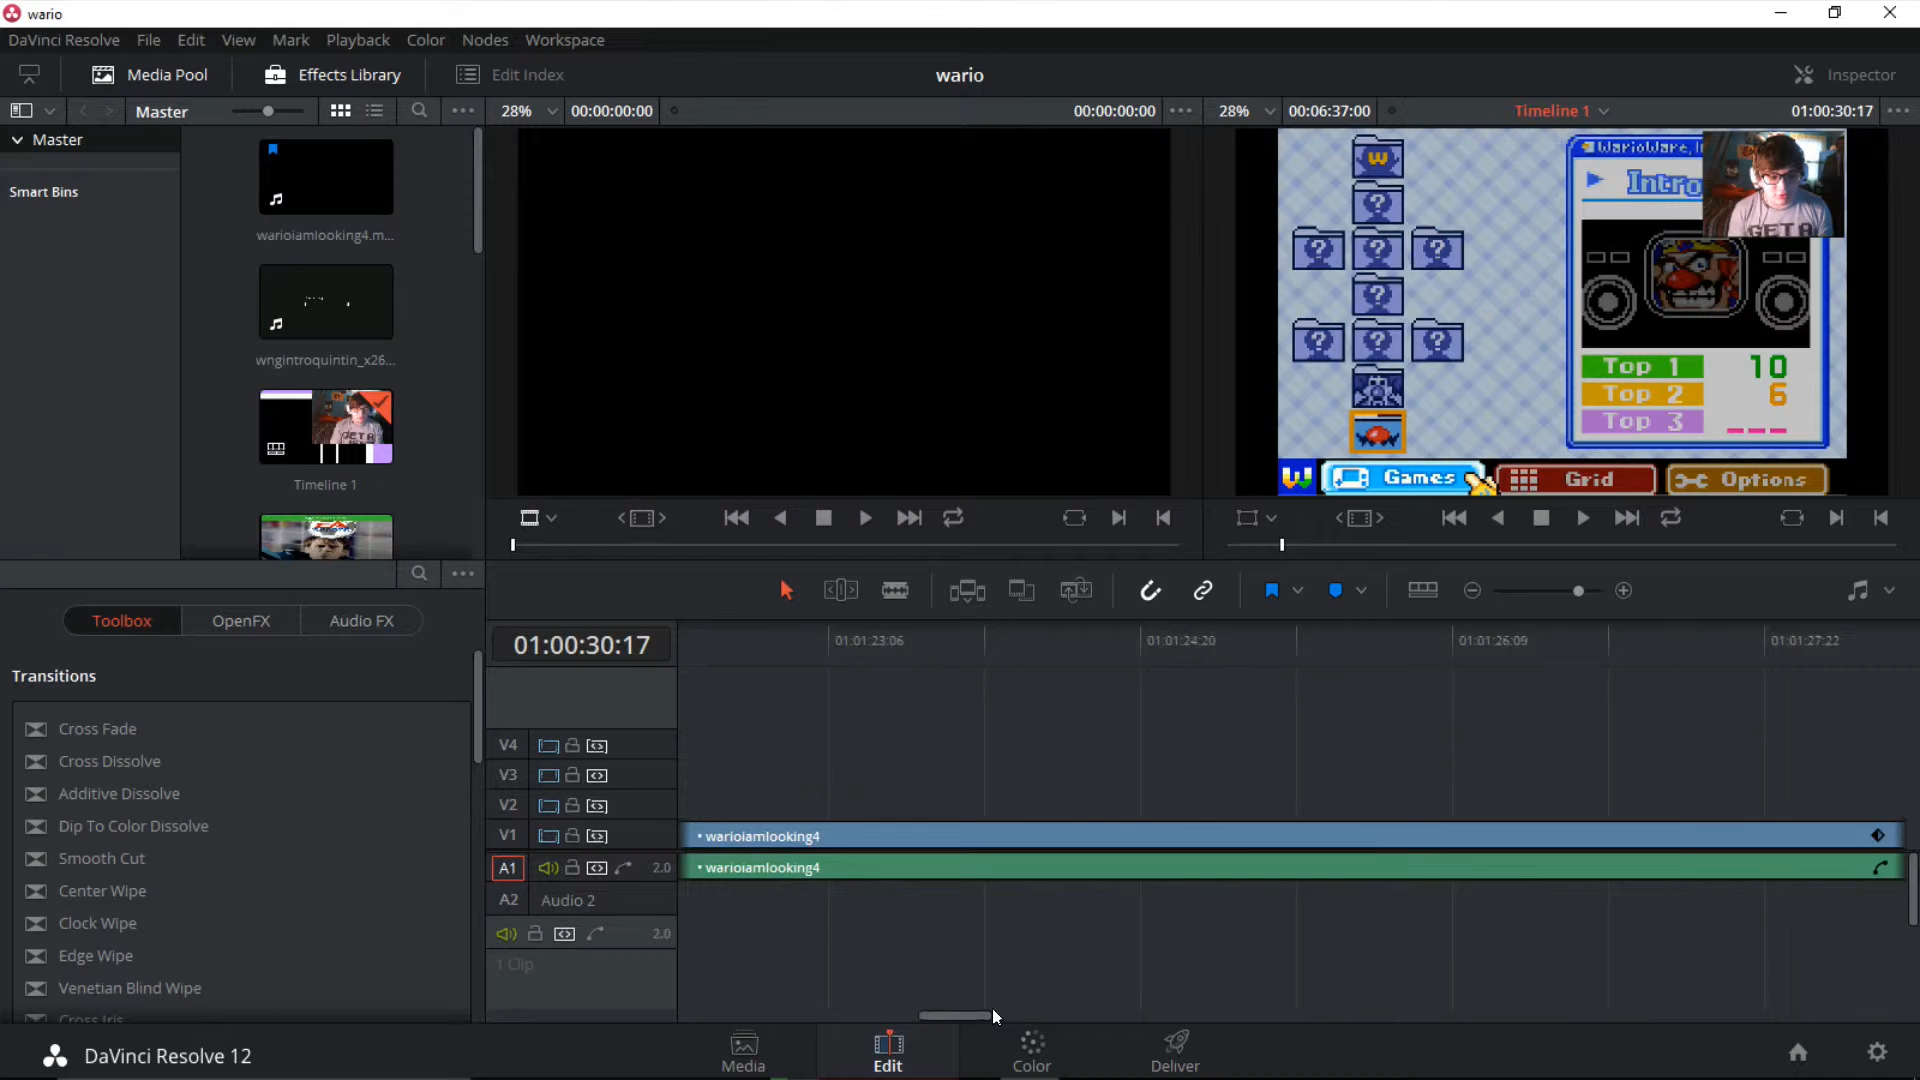 wario
DaVinci Resolve File Edit View Mark Playback Color Nodes Workspace
Media Pool Effects Library Edit Index wario Inspector
Master 28% 00:00:00:00 00:00:00:00 28% 00:06:37:00 Timeline 1 01:00:30:17
Master
Smart Bins
warioiamlooking4.m...
wngintroquintin_x26...
Timeline 1
WarioWare, I
Intro
GET A
Top 1 10
Top 2 6
Top 3 ---
W Games Grid Options
Toolbox OpenFX Audio FX
Transitions
Cross Fade
Cross Dissolve
Additive Dissolve
Dip To Color Dissolve
Smooth Cut
Center Wipe
Clock Wipe
Edge Wipe
Venetian Blind Wipe
Cross Iris
01:00:30:17 01:01:23:06 01:01:24:20 01:01:26:09 01:01:27:22
V4
V3
V2
V1 • warioiamlooking4
A1 2.0 • warioiamlooking4
A2 Audio 2
2.0
1 Clip
DaVinci Resolve 12 Media Edit Color Deliver